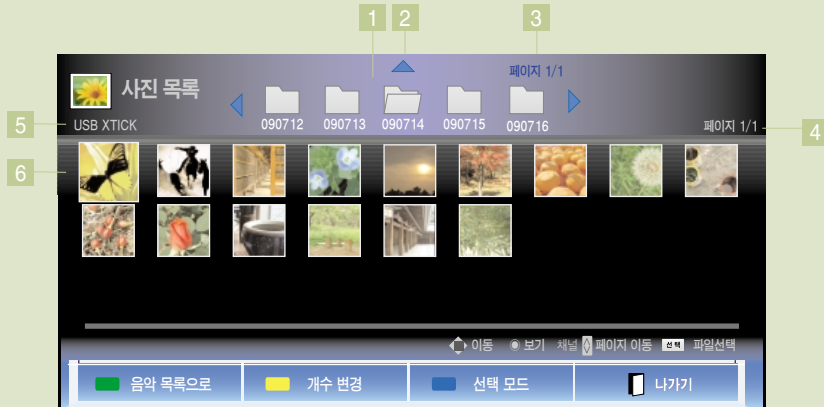 1 2 3
페이지 1/1
사진 목록
090712 090713 090714 090715 090716
5 USB XTICK 페이지 1/1 4
6
이동 보기 채널 페이지 이동 선택 파일선택
음악 목록으로 개수 변경 선택 모드 나가기